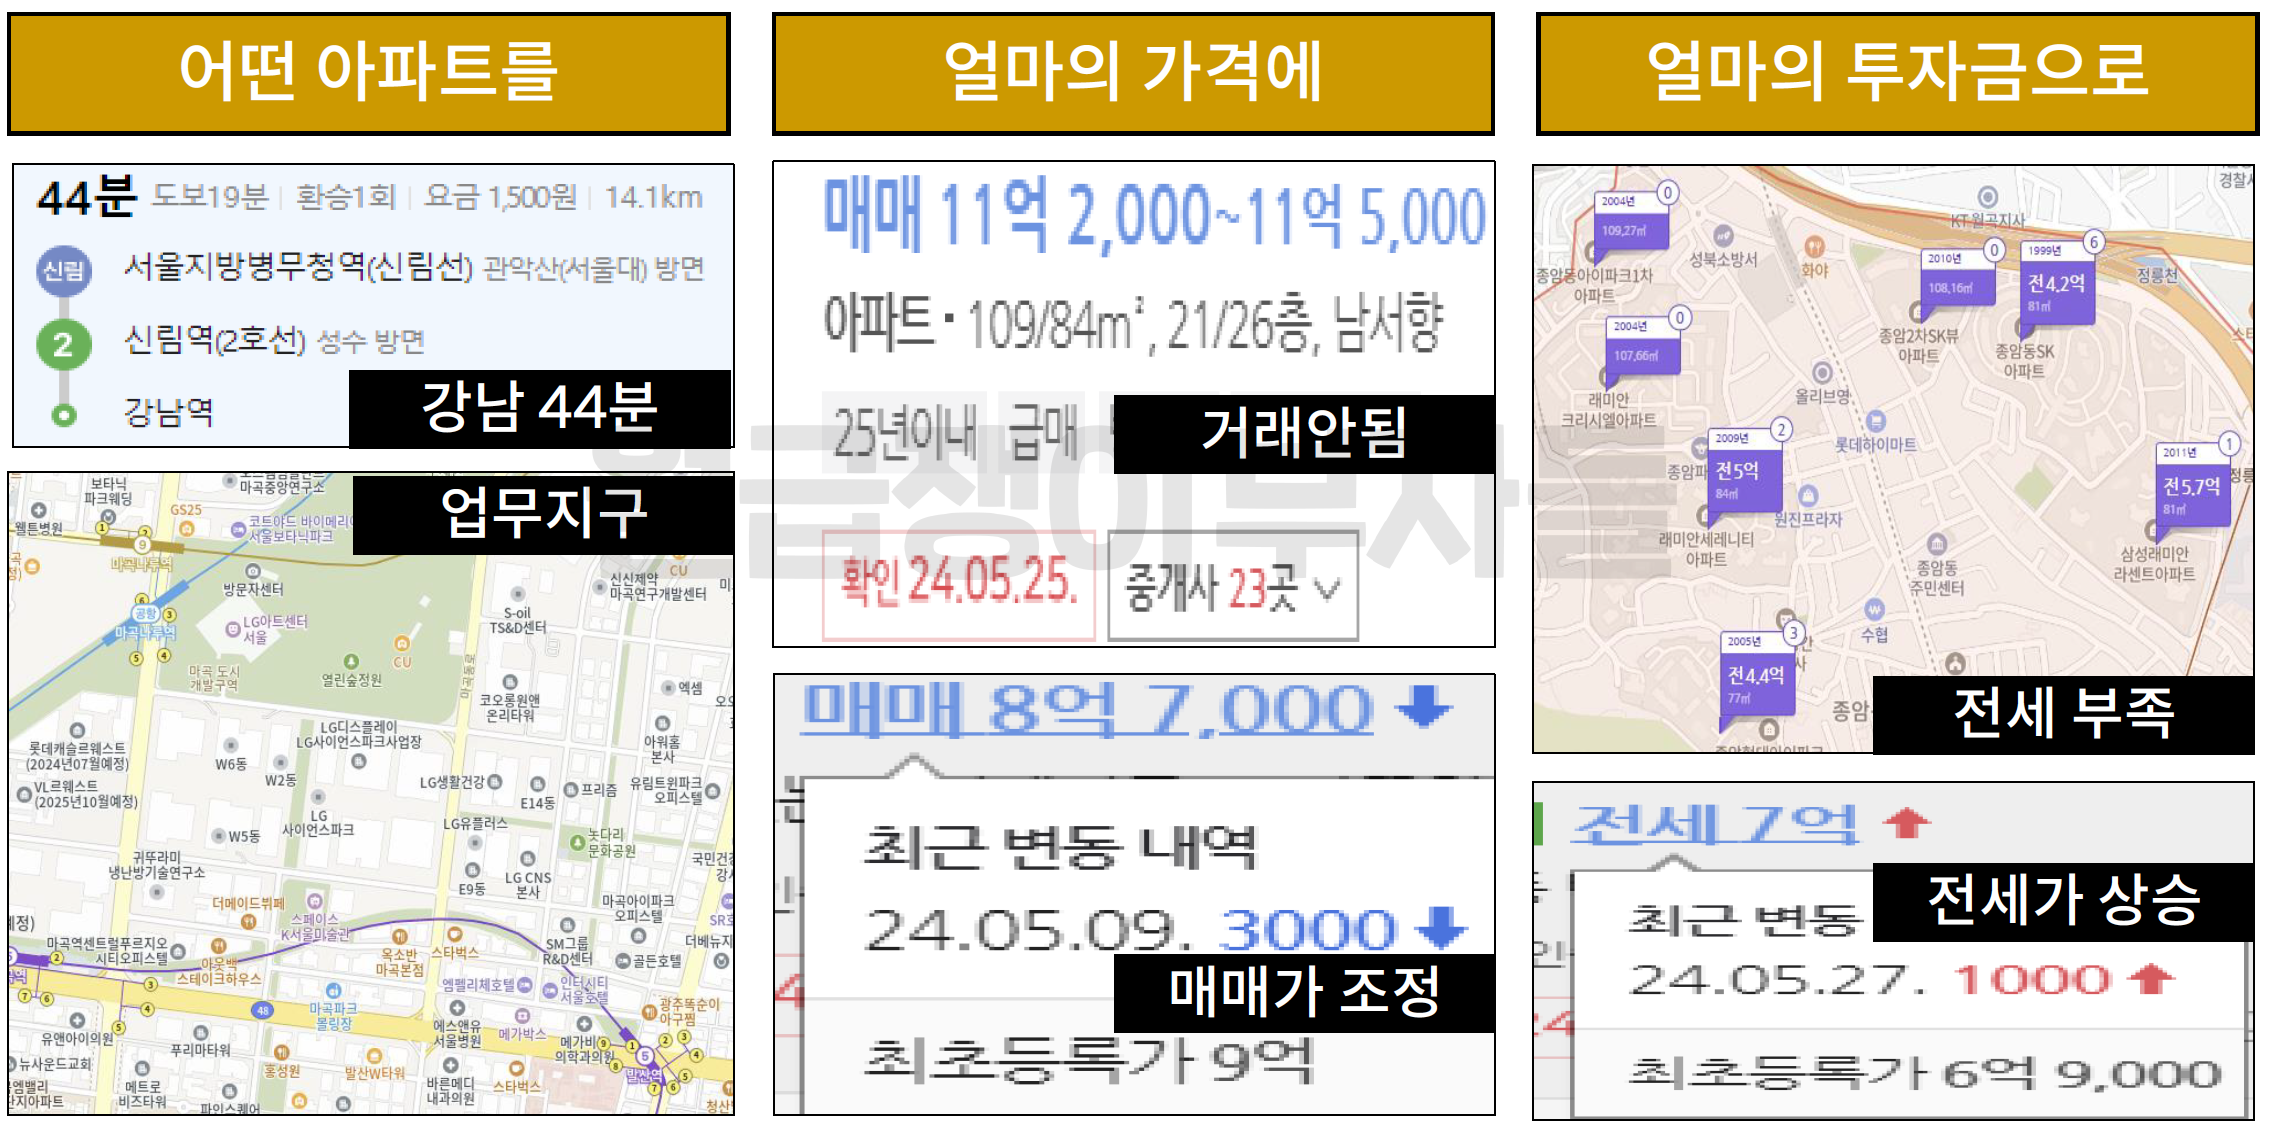 어떤 아파트를
44분 도보19분 | 환승1회 | 요금 1,500원 | 14.1km
신림 서울지방병무청역(신림선) 관악산(서울대) 방면
2 신림역(2호선) 성수 방면
강남역
강남 44분
업무지구
보타닉
파크웨딩
마곡중앙연구소
웰튼병원
GS25
코트야드 바이메리어
서울보타닉파크
9
마곡나루역
방문자센터
공항
마곡나루역
LG아트센터
서울
CU
신신제약
마곡연구개발센터
S-oil
TS&D센터
CU
마곡 도시
개발구역
열린숲정원
마곡동로
엑셈
코오롱원앤
온리타워
LG디스플레이
LG사이언스파크사업장
아워홈
본사
롯데캐슬르웨스트
(2024년07월예정)
W6동
W2동
VL르웨스트
(2025년10월예정)
LG생활건강
E14동
프리즘
유림트윈파크
오피스텔
LG
사이언스파크
W5동
LG유플러스
놋다리
문화공원
귀뚜라미
냉난방기술연구소
E9동
LG CNS
본사
국민건강
더메이드뷔페
스페이스
K서울미술관
마곡아이파크
오피스텔
예정)
마곡역센트럴푸르지오
시티오피스텔
아웃백
스테이크하우스
옥소반
마곡본점
스타벅스
SM그룹
R&D센터
골든호텔
더베뉴지
엠펠리체호텔
인터시티
서울호텔
48
마곡파크
볼링장
광주똑순이
아구찜
유앤아이의원
푸리마타워
에스앤유
서울병원
메가박스
메가비
의학과의원
5
발산역
뉴사운드교회
홍성원
발산W타워
바른메디
내과의원
스타벅스
엠밸리
단지아파트
메트로
비즈타워
파인스퀘어
청산
얼마의 가격에
매매 11억 2,000~11억 5,000
아파트 · 109/84m², 21/26층, 남서향
25년이내 급매
거래안됨
확인 24.05.25. 중개사 23곳
매매 8억 7,000
최근 변동 내역
24.05.09. 3000
매매가 조정
최초등록가 9억
얼마의 투자금으로
경찰서
2004년 0
109.27㎡
종암동아이파크1차
아파트
성북소방서
화야
KT 월곡지사
2010년 0
108.16㎡
1999년 6
전4.2억
81㎡
정릉천
종암2차SK뷰
아파트
종암동SK
아파트
2004년 0
107.66㎡
래미안
크리시엘아파트
올리브영
롯데하이마트
2009년 2
전5억
84㎡
원진프라자
래미안세레니티
아파트
2011년 1
전5.7억
81㎡
삼성래미안
라센트아파트
종암동
주민센터
수협
2005년 3
전4.4억
77㎡
종암
전세 부족
전세 7억
최근 변동
전세가 상승
24.05.27. 1000
최초등록가 6억 9,000
월급쟁이부자